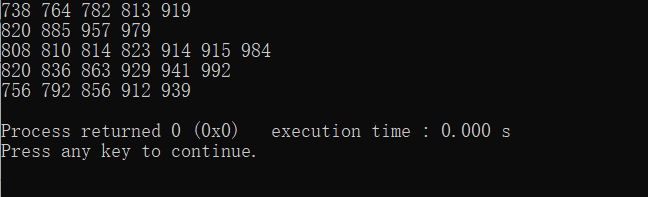 738 764 782 813 919
820 885 957 979
808 810 814 823 914 915 984
820 836 863 929 941 992
756 792 856 912 939
Process returned 0 (0x0)   execution time : 0.000 s
Press any key to continue.